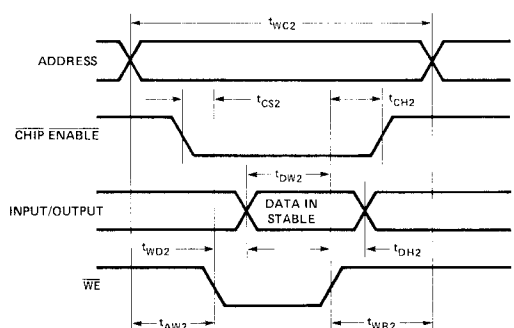 tWC2
ADDRESS
tCS2
tCH2
CHIP ENABLE
tDW2
INPUT/OUTPUT
DATA IN
STABLE
tWD2
tDH2
WE
tAW2
tWR2